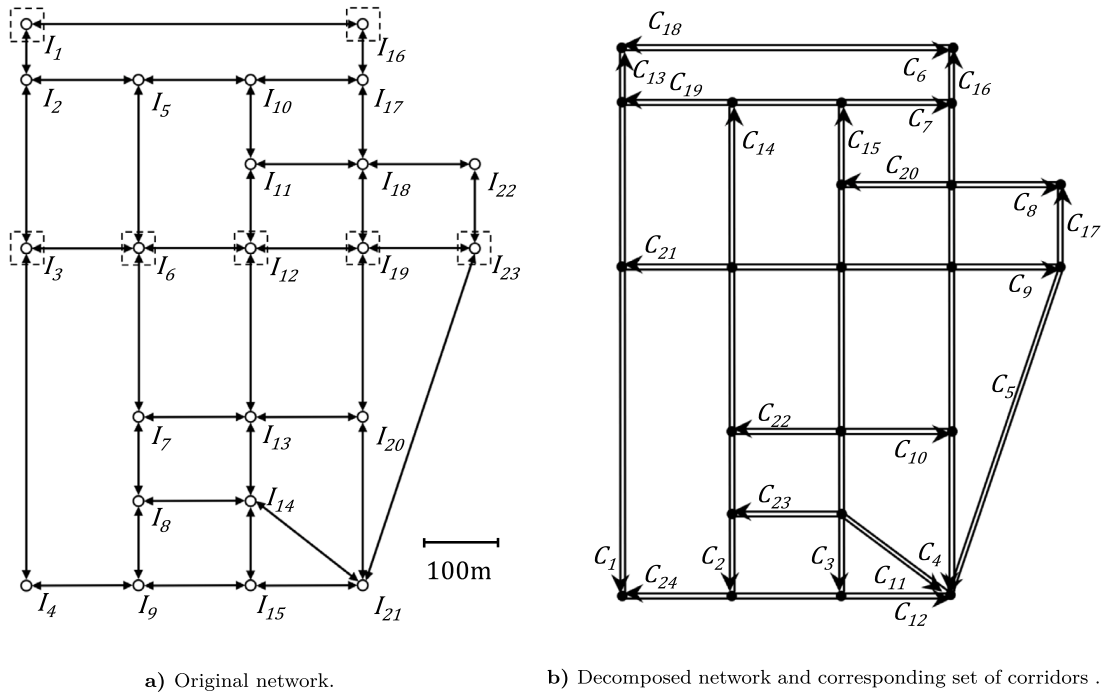 I1 I16
I2 I5 I10 I17
I11 I18 I22
I3 I6 I12 I19 I23
I7 I13 I20
I8 I14
100m
I4 I9 I15 I21
a) Original network.
C18
C13 C6 C16
C19 C7
C14 C15
C20
C8 C17
C21 C9
C5
C22 C10
C23
C1 C2 C3 C4
C24 C11
C12
b) Decomposed network and corresponding set of corridors .